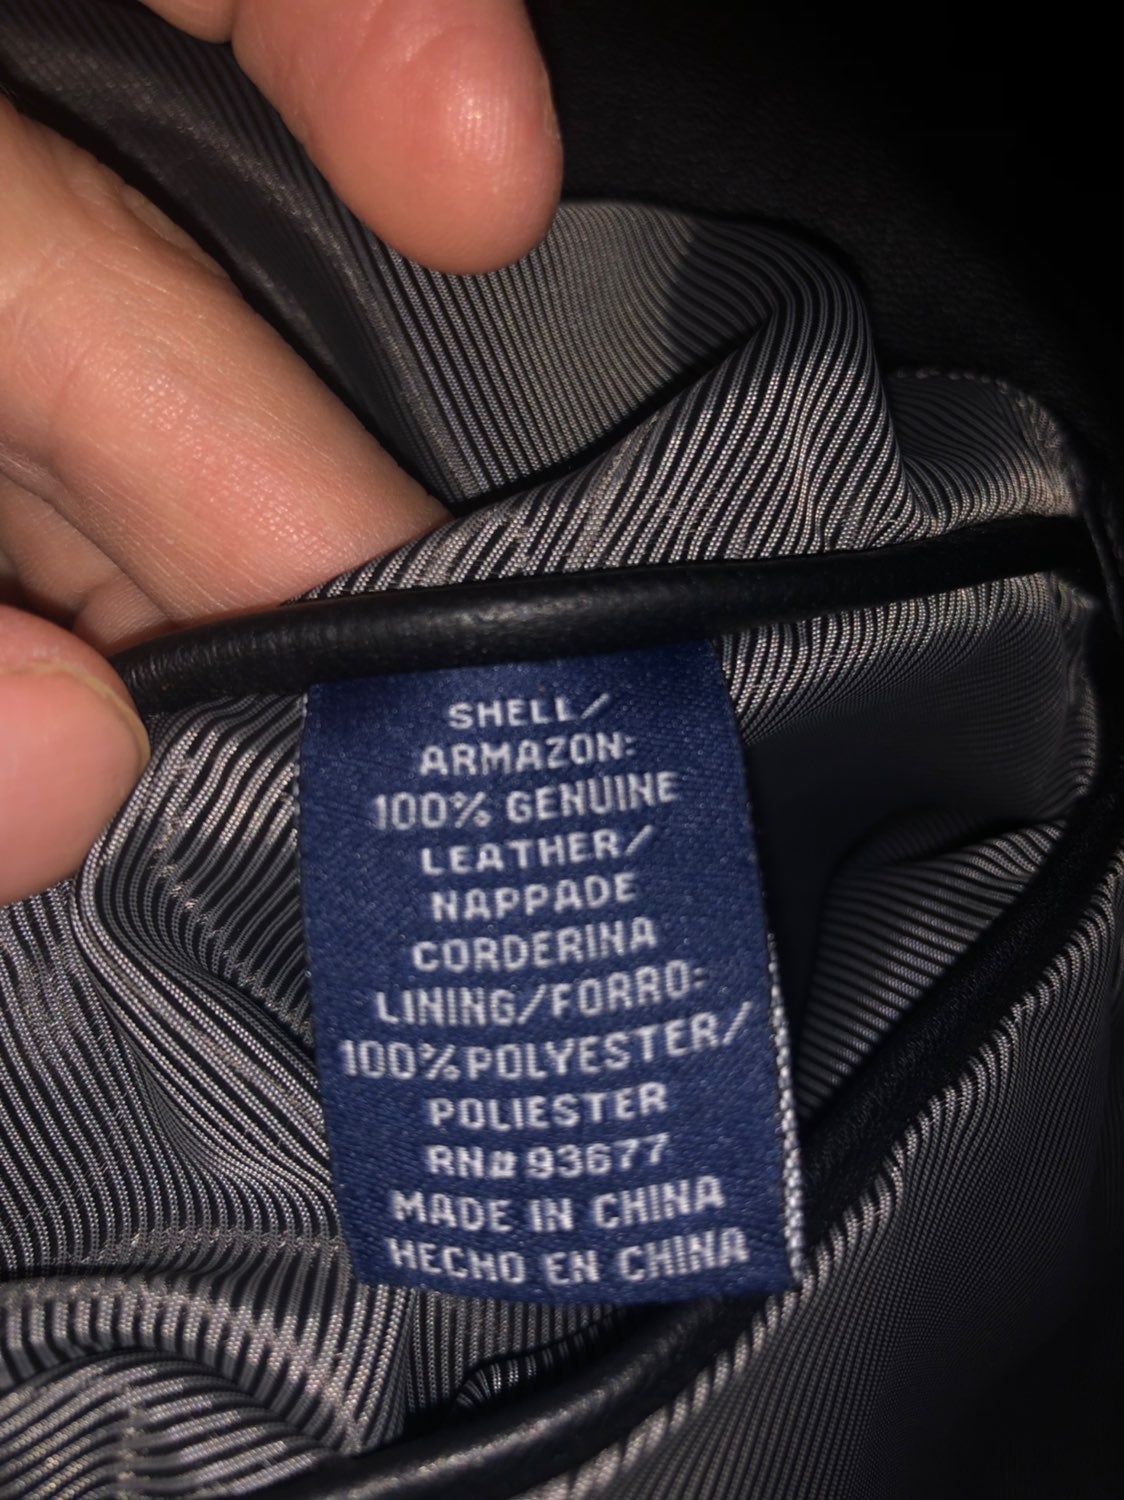 SHELL/
ARMAZON:
100% GENUINE
LEATHER/
NAPPADE
CORDERINA
LINING/FORRO:
100%POLYESTER/
POLIESTER
RN# 93677
MADE IN CHINA
HECHO EN CHINA